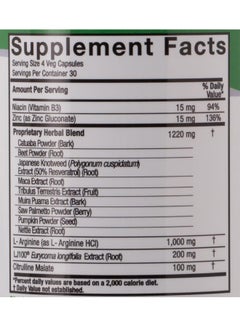 Supplement Facts
Serving Size 4 Veg Capsules
Servings Per Container 30
Amount Per Serving % Daily Value*
Niacin (Vitamin B3) 15 mg 94%
Zinc (as Zinc Gluconate) 15 mg 136%
Proprietary Herbal Blend 1220 mg †
Catuaba Powder (Bark)
Beet Powder (Root)
Japanese Knotweed (Polygonum cuspidatum)
Extract (50% Resveratrol) (Root)
Maca Extract (Root)
Tribulus Terrestris Extract (Fruit)
Muira Puama Extract (Bark)
Saw Palmetto Powder (Berry)
Pumpkin Powder (Seed)
Nettle Extract (Root)
L- Arginine (as L- Arginine HCl) 1,000 mg †
LJ100® Eurycoma longifolia Extract (Root) 200 mg †
Citrulline Malate 100 mg †
*Percent daily values are based on a 2,000 calorie diet.
† Daily Value not established.